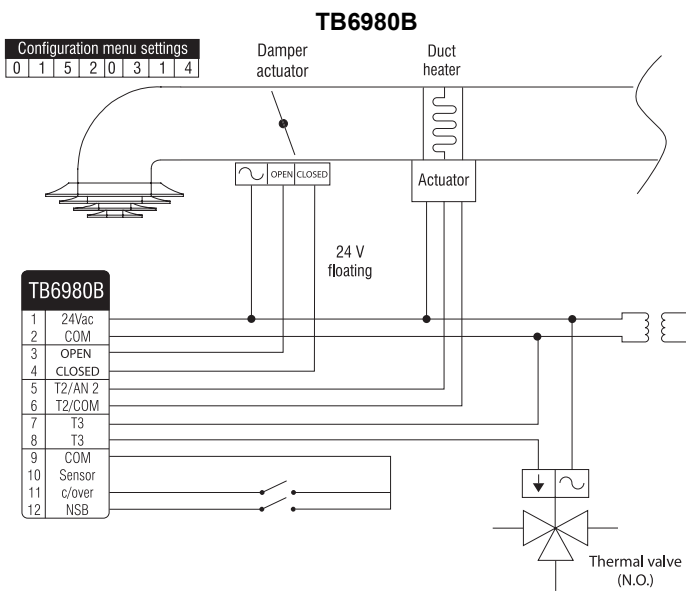 TB6980B
Configuration menu settings
0 1 5 2 0 3 1 4
Damper
actuator
Duct
heater
OPEN CLOSED
Actuator
24 V
floating
TB6980B
1 24Vac
2 COM
3 OPEN
4 CLOSED
5 T2/AN 2
6 T2/COM
7 T3
8 T3
9 COM
10 Sensor
11 c/over
12 NSB
Thermal valve
(N.O.)